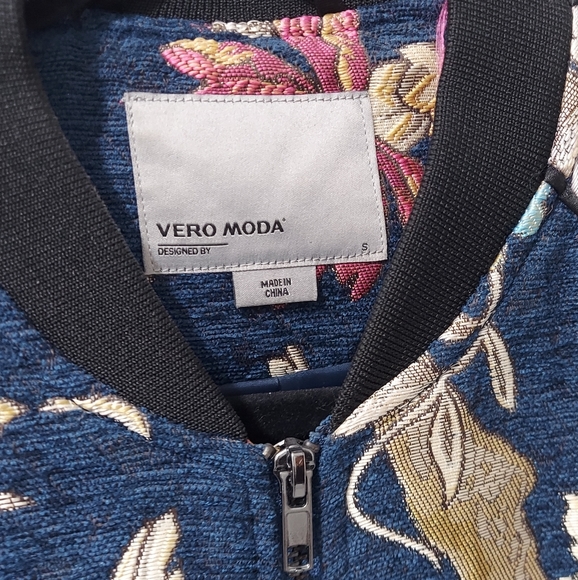 VERO MODA
DESIGNED BY
S
MADE IN
CHINA